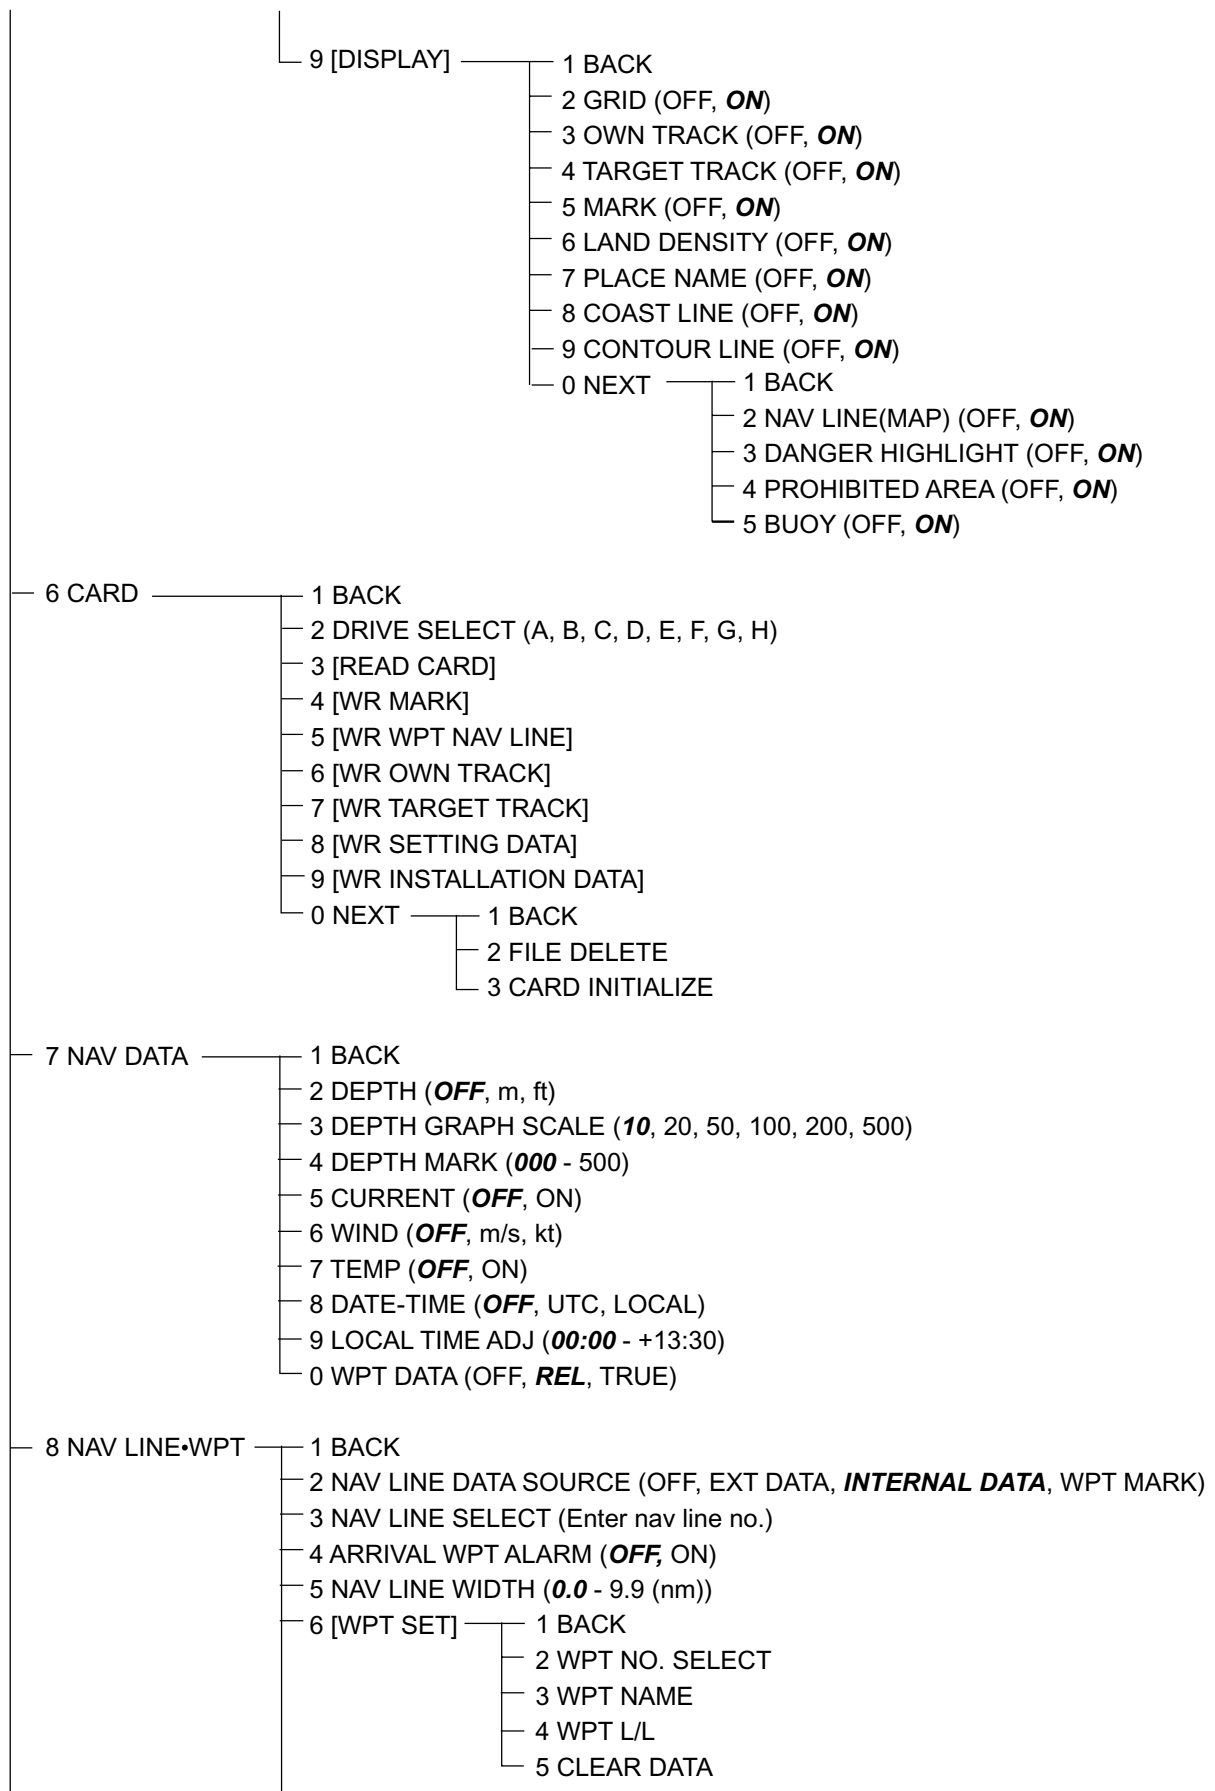 9 [DISPLAY]
1 BACK
2 GRID (OFF, ON)
3 OWN TRACK (OFF, ON)
4 TARGET TRACK (OFF, ON)
5 MARK (OFF, ON)
6 LAND DENSITY (OFF, ON)
7 PLACE NAME (OFF, ON)
8 COAST LINE (OFF, ON)
9 CONTOUR LINE (OFF, ON)
0 NEXT
1 BACK
2 NAV LINE(MAP) (OFF, ON)
3 DANGER HIGHLIGHT (OFF, ON)
4 PROHIBITED AREA (OFF, ON)
5 BUOY (OFF, ON)
6 CARD
1 BACK
2 DRIVE SELECT (A, B, C, D, E, F, G, H)
3 [READ CARD]
4 [WR MARK]
5 [WR WPT NAV LINE]
6 [WR OWN TRACK]
7 [WR TARGET TRACK]
8 [WR SETTING DATA]
9 [WR INSTALLATION DATA]
0 NEXT
1 BACK
2 FILE DELETE
3 CARD INITIALIZE
7 NAV DATA
1 BACK
2 DEPTH (OFF, m, ft)
3 DEPTH GRAPH SCALE (10, 20, 50, 100, 200, 500)
4 DEPTH MARK (000 - 500)
5 CURRENT (OFF, ON)
6 WIND (OFF, m/s, kt)
7 TEMP (OFF, ON)
8 DATE-TIME (OFF, UTC, LOCAL)
9 LOCAL TIME ADJ (00:00 - +13:30)
0 WPT DATA (OFF, REL, TRUE)
8 NAV LINE•WPT
1 BACK
2 NAV LINE DATA SOURCE (OFF, EXT DATA, INTERNAL DATA, WPT MARK)
3 NAV LINE SELECT (Enter nav line no.)
4 ARRIVAL WPT ALARM (OFF, ON)
5 NAV LINE WIDTH (0.0 - 9.9 (nm))
6 [WPT SET]
1 BACK
2 WPT NO. SELECT
3 WPT NAME
4 WPT L/L
5 CLEAR DATA